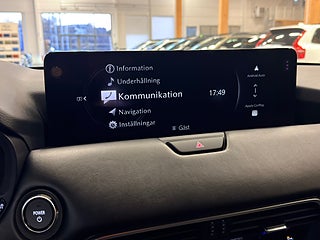 Information
Underhållning
Kommunikation
17:49
Navigation
Inställningar
Gäst
Android Auto
Apple CarPlay
POWER